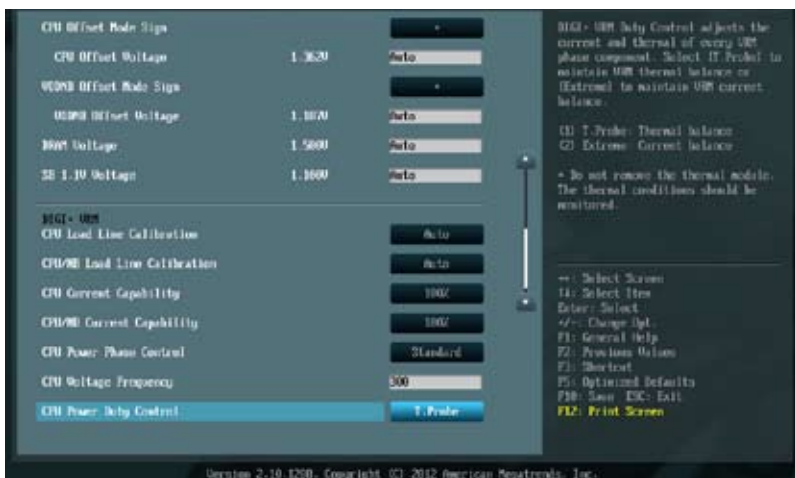 CPU Offset Mode Sign
CPU Offset Voltage 1.362V Auto
VDDNB Offset Mode Sign
VDDNB Offset Voltage 1.187V Auto
DRAM Voltage 1.500V Auto
SB 1.1V Voltage 1.100V Auto
DIGI+ VRM
CPU Load Line Calibration Auto
CPU/NB Load Line Calibration Auto
CPU Current Capability 100%
CPU/NB Current Capability 100%
CPU Power Phase Control Standard
CPU Voltage Frequency 300
CPU Power Duty Control T.Probe
DIGI+ VRM Duty Control adjusts the
current and thermal of every VRM
phase component. Select [T.Probe] to
maintain VRM thermal balance or
[Extreme] to maintain VRM current
balance.
(1) T.Probe: Thermal balance
(2) Extreme: Current balance
* Do not remove the thermal module.
The thermal conditions should be
monitored.
→←: Select Screen
↑↓: Select Item
Enter: Select
+/-: Change Opt.
F1: General Help
F2: Previous Values
F3: Shortcut
F5: Optimized Defaults
F10: Save ESC: Exit
F12: Print Screen
Version 2.10.1208. Copyright (C) 2012 American Megatrends, Inc.